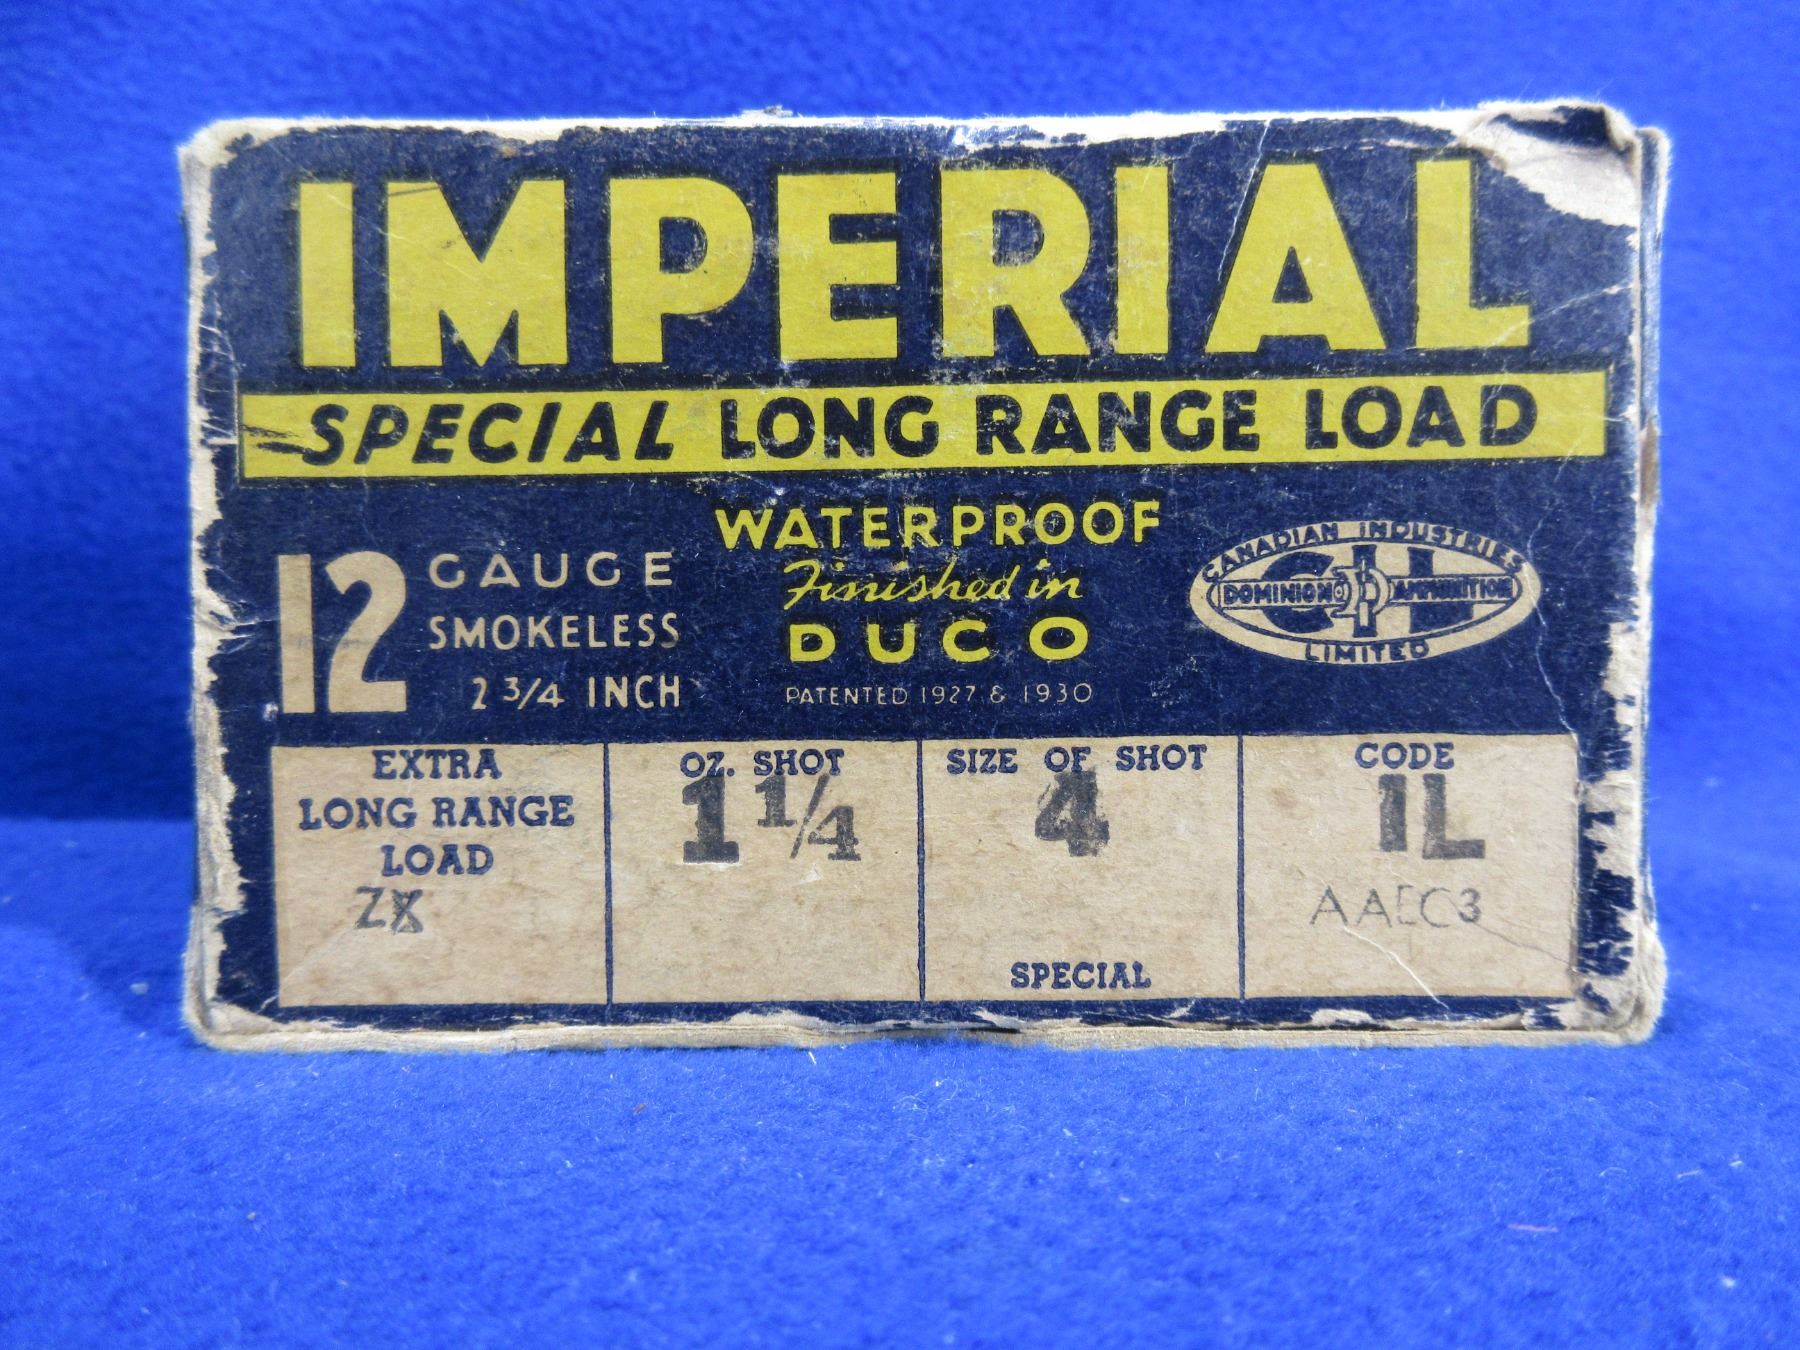 IMPERIAL
SPECIAL LONG RANGE LOAD
12 GAUGE
SMOKELESS
2 3/4 INCH
WATERPROOF
Finished in
DUCO
PATENTED 1927 & 1930
CANADIAN INDUSTRIES
C I L
DOMINION AMMUNITION
LIMITED
EXTRA
LONG RANGE
LOAD
ZX
OZ. SHOT
1 1/4
SIZE OF SHOT
4
SPECIAL
CODE
1L
AAEC3